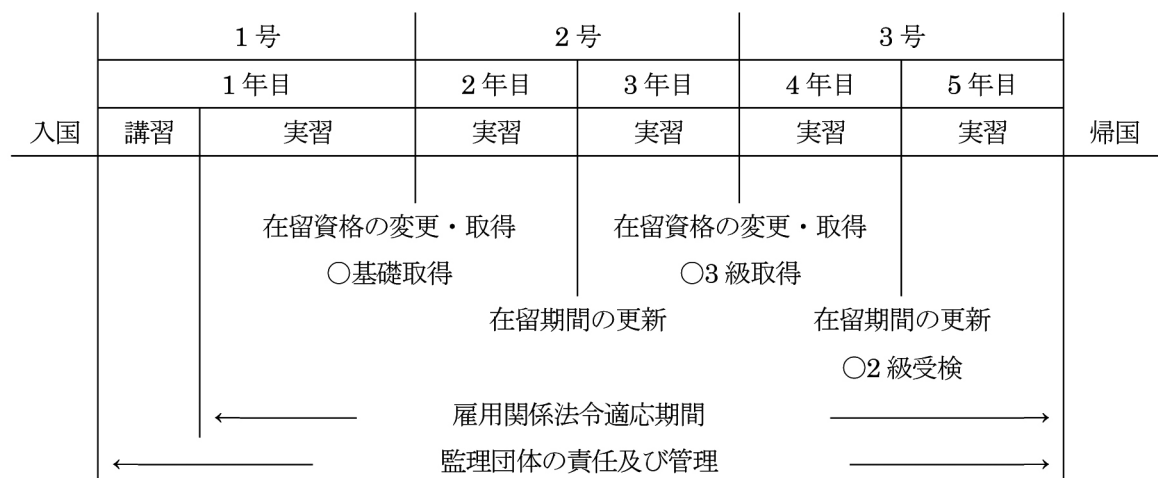 1号 2号 3号
1年目 2年目 3年目 4年目 5年目
入国 講習 実習 実習 実習 実習 実習 帰国
在留資格の変更・取得 在留資格の変更・取得
○基礎取得 ○3級取得
在留期間の更新 在留期間の更新
○2級受検
雇用関係法令適応期間
監理団体の責任及び管理